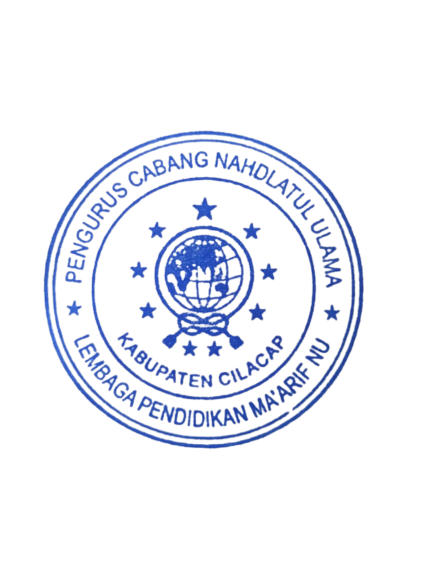 PENGURUS CABANG NAHDLATUL ULAMA
KABUPATEN CILACAP
LEMBAGA PENDIDIKAN MA'ARIF NU